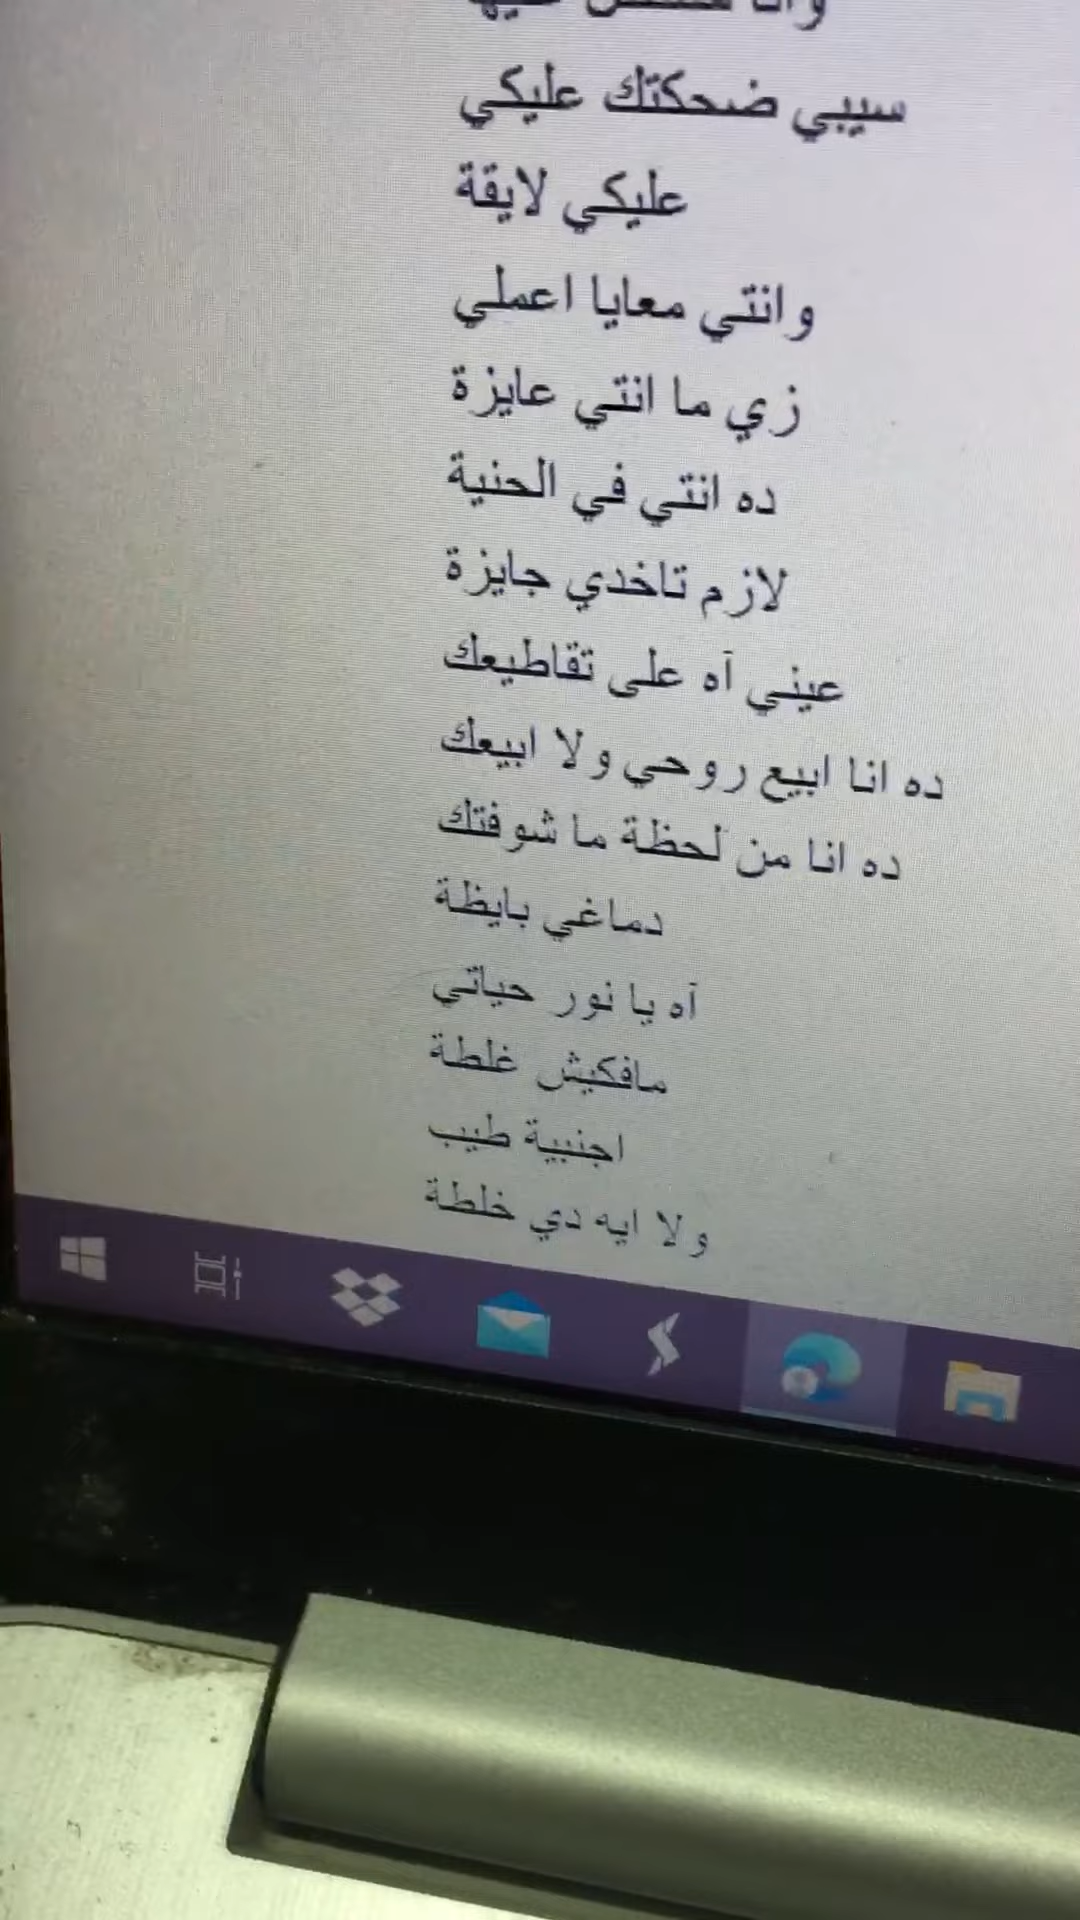 سيبي ضحكتك عليكي
عليكي لايقة
وانتي معايا اعملي
زي ما انتي عايزة
ده انتي في الحنية
لازم تاخدي جايزة
عيني آه على تقاطيعك
ده انا ابيع روحي ولا ابيعك
ده انا من لحظة ما شوفتك
دماغي بايظة
آه يا نور حياتي
مافكيش غلطة
اجنبية طيب
ولا ايه دي خلطة